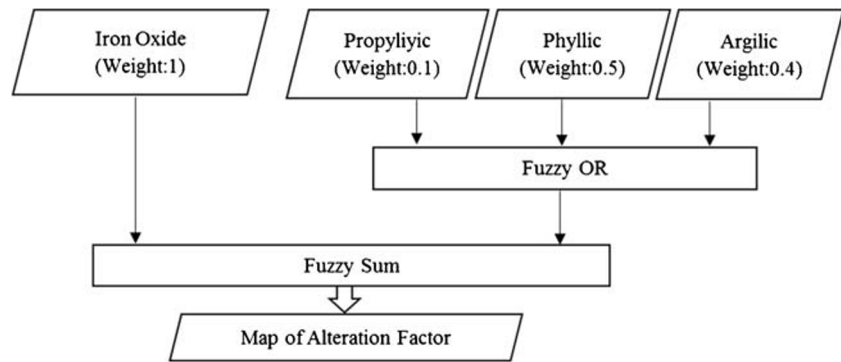 Iron Oxide
(Weight:1)
Propyliyic
(Weight:0.1)
Phyllic
(Weight:0.5)
Argilic
(Weight:0.4)
Fuzzy OR
Fuzzy Sum
Map of Alteration Factor